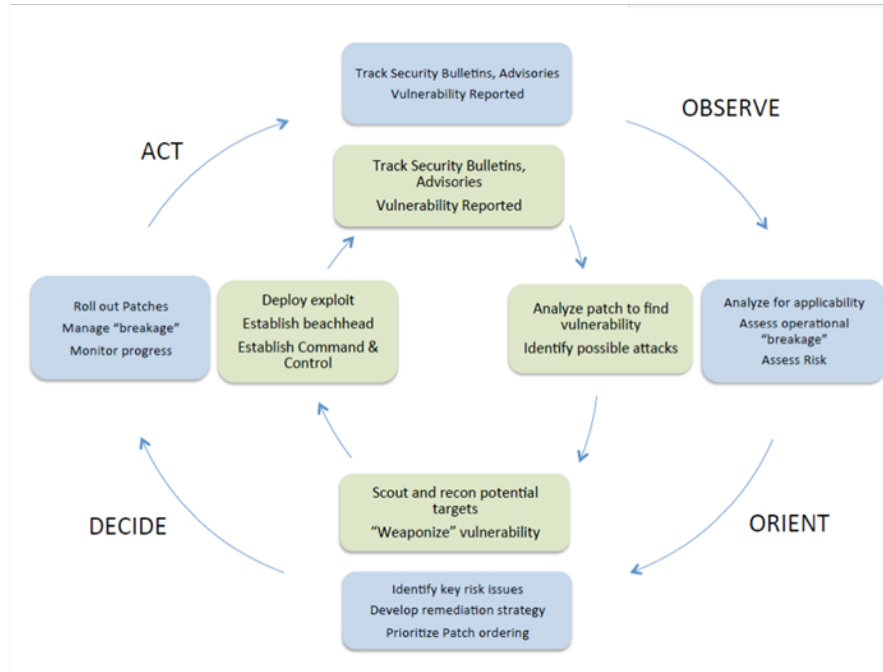 Track Security Bulletins, Advisories
Vulnerability Reported
OBSERVE
ACT
Track Security Bulletins,
Advisories
Vulnerability Reported
Roll out Patches
Manage “breakage”
Monitor progress
Deploy exploit
Establish beachhead
Establish Command &
Control
Analyze patch to find
vulnerability
Identify possible attacks
Analyze for applicability
Assess operational
“breakage”
Assess Risk
Scout and recon potential
targets
“Weaponize” vulnerability
DECIDE
ORIENT
Identify key risk issues
Develop remediation strategy
Prioritize Patch ordering